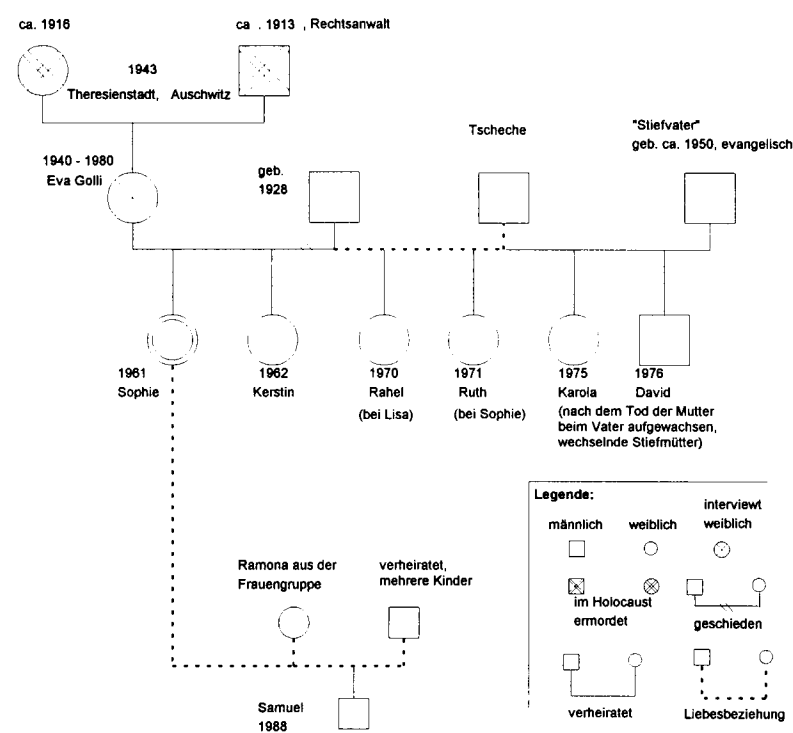 ca. 1916
ca . 1913 , Rechtsanwalt
1943
Theresienstadt, Auschwitz
1940 - 1980
Eva Golli
geb.
1928
Tscheche
"Stiefvater"
geb. ca. 1950, evangelisch
1961
Sophie
1962
Kerstin
1970
Rahel
(bei Lisa)
1971
Ruth
(bei Sophie)
1975
Karola
1976
David
(nach dem Tod der Mutter
beim Vater aufgewachsen,
wechselnde Stiefmütter)
Ramona aus der
Frauengruppe
verheiratet,
mehrere Kinder
Samuel
1988
Legende:
männlich
weiblich
interviewt
weiblich
im Holocaust
ermordet
geschieden
verheiratet
Liebesbeziehung